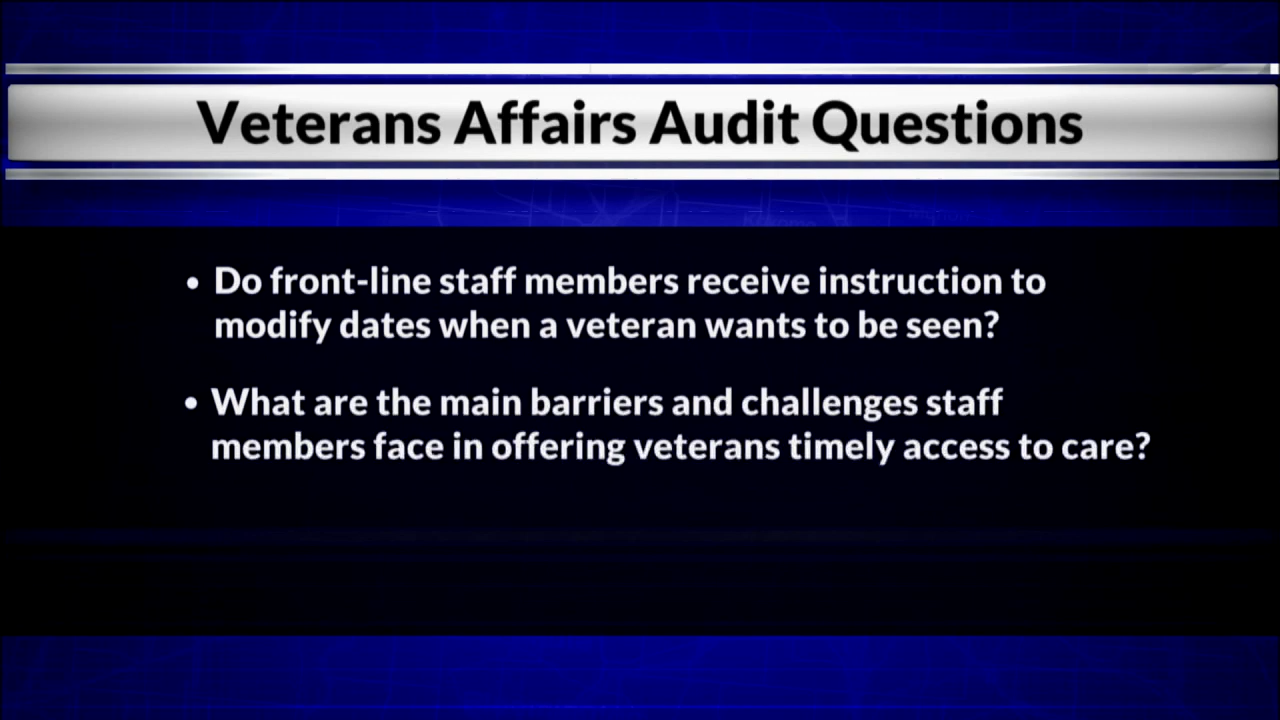 Veterans Affairs Audit Questions
• Do front-line staff members receive instruction to
modify dates when a veteran wants to be seen?
• What are the main barriers and challenges staff
members face in offering veterans timely access to care?